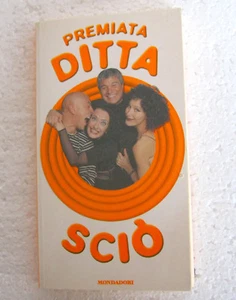 PREMIATA
DITTA
SCIÒ
MONDADORI